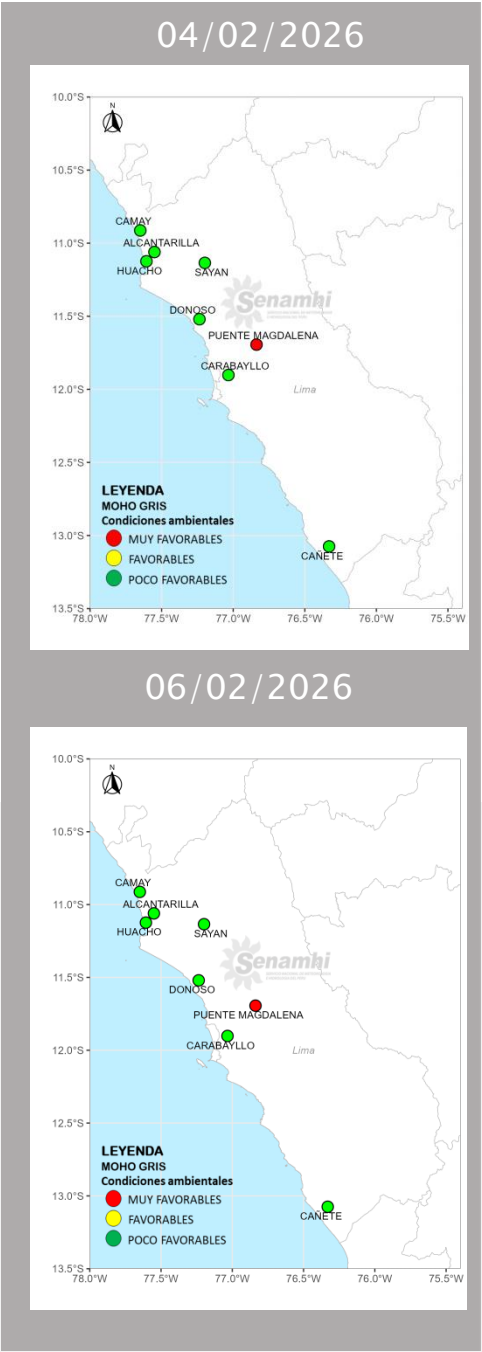 04/02/2026
10.0°S
N
10.5°S
CAMAY
11.0°S
ALCANTARILLA
HUACHO
SAYAN
Senamhi
11.5°S
DONOSO
PUENTE MAGDALENA
CARABAYLLO
12.0°S
Lima
12.5°S
LEYENDA
MOHO GRIS
Condiciones ambientales
13.0°S
MUY FAVORABLES
CAÑETE
FAVORABLES
POCO FAVORABLES
13.5°S
78.0°W 77.5°W 77.0°W 76.5°W 76.0°W 75.5°W
06/02/2026
10.0°S
N
10.5°S
CAMAY
11.0°S
ALCANTARILLA
HUACHO
SAYAN
Senamhi
11.5°S
DONOSO
PUENTE MAGDALENA
CARABAYLLO
12.0°S
Lima
12.5°S
LEYENDA
MOHO GRIS
Condiciones ambientales
13.0°S
MUY FAVORABLES
CAÑETE
FAVORABLES
POCO FAVORABLES
13.5°S
78.0°W 77.5°W 77.0°W 76.5°W 76.0°W 75.5°W